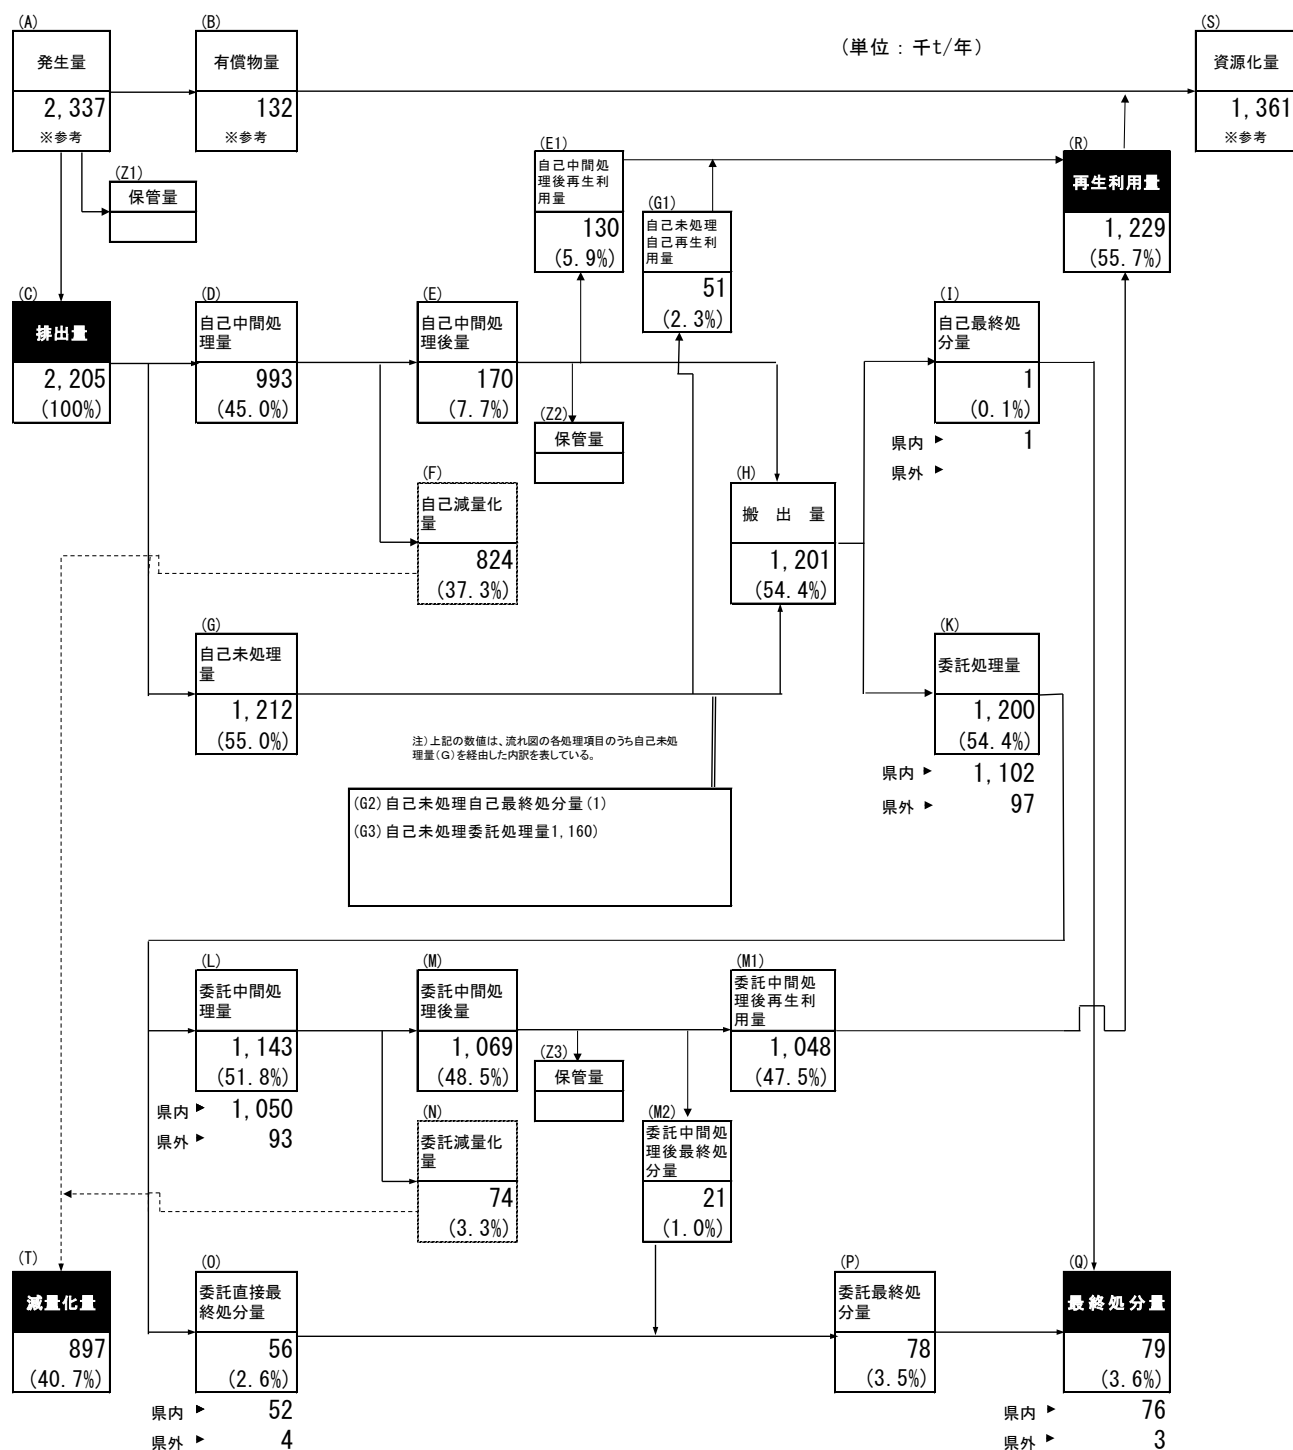 (A)
発生量
2,337
※参考
(B)
有償物量
132
※参考
(単位：千t/年)
(S)
資源化量
1,361
※参考
(Z1)
保管量
(E1)
自己中間処
理後再生利
用量
130
(5.9%)
(G1)
自己未処理
自己再生利
用量
51
(2.3%)
(R)
再生利用量
1,229
(55.7%)
(C)
排出量
2,205
(100%)
(D)
自己中間処
理量
993
(45.0%)
(E)
自己中間処
理後量
170
(7.7%)
(Z2)
保管量
(I)
自己最終処
分量
1
(0.1%)
県内 ▶ 1
県外 ▶
(F)
自己減量化
量
824
(37.3%)
(H)
搬 出 量
1,201
(54.4%)
(G)
自己未処理
量
1,212
(55.0%)
(K)
委託処理量
1,200
(54.4%)
県内 ▶ 1,102
県外 ▶ 97
注)上記の数値は、流れ図の各処理項目のうち自己未処
理量(G)を経由した内訳を表している。
(G2)自己未処理自己最終処分量(1)
(G3)自己未処理委託処理量1,160)
(L)
委託中間処
理量
1,143
(51.8%)
県内 ▶ 1,050
県外 ▶ 93
(M)
委託中間処
理後量
1,069
(48.5%)
(Z3)
保管量
(M1)
委託中間処
理後再生利
用量
1,048
(47.5%)
(N)
委託減量化
量
74
(3.3%)
(M2)
委託中間処
理後最終処
分量
21
(1.0%)
(T)
減量化量
897
(40.7%)
(O)
委託直接最
終処分量
56
(2.6%)
県内 ▶ 52
県外 ▶ 4
(P)
委託最終処
分量
78
(3.5%)
(Q)
最終処分量
79
(3.6%)
県内 ▶ 76
県外 ▶ 3